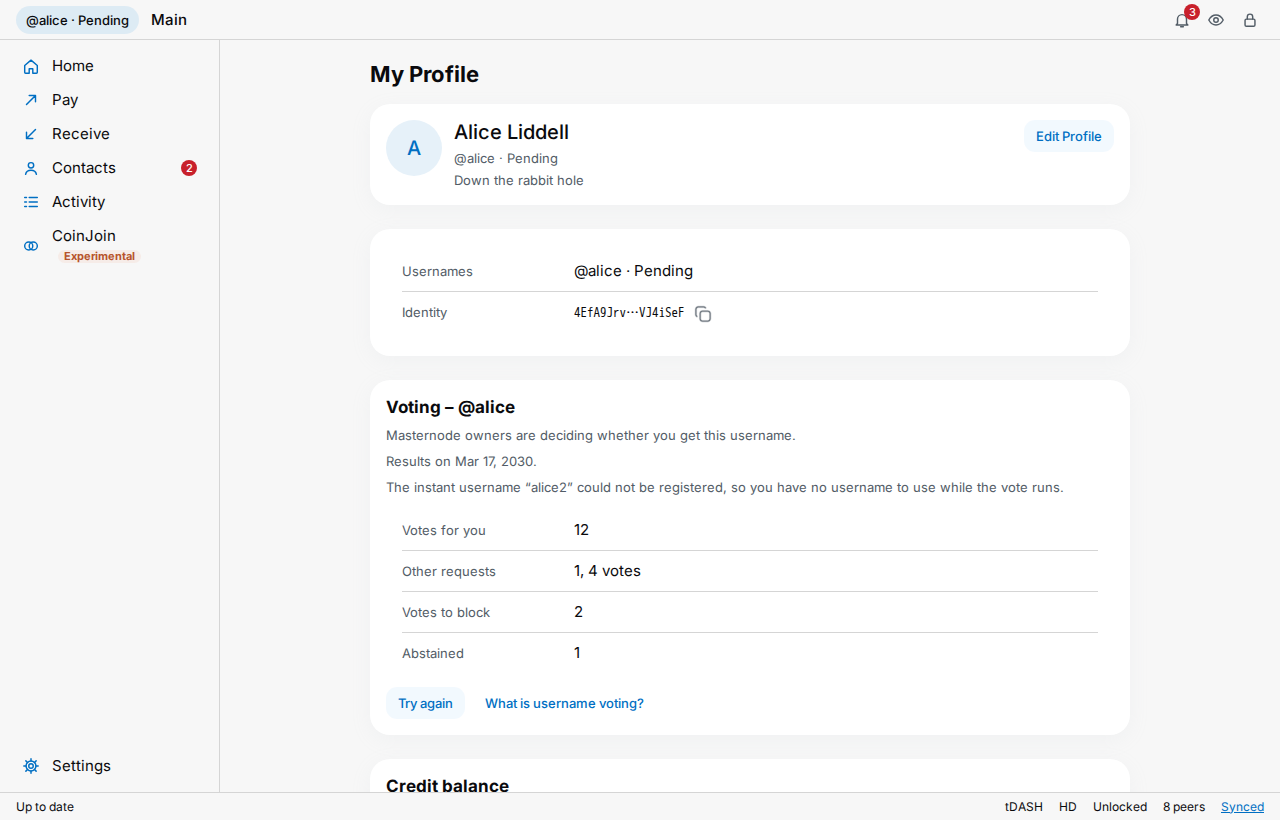 @alice · Pending Main 3
Home
Pay
Receive
Contacts 2
Activity
CoinJoin
Experimental
Settings
My Profile
A
Alice Liddell
@alice · Pending
Down the rabbit hole
Edit Profile
Usernames @alice · Pending
Identity 4EfA9Jrv⋯VJ4iSeF
Voting – @alice
Masternode owners are deciding whether you get this username.
Results on Mar 17, 2030.
The instant username “alice2” could not be registered, so you have no username to use while the vote runs.
Votes for you 12
Other requests 1, 4 votes
Votes to block 2
Abstained 1
Try again What is username voting?
Credit balance
Up to date tDASH HD Unlocked 8 peers Synced